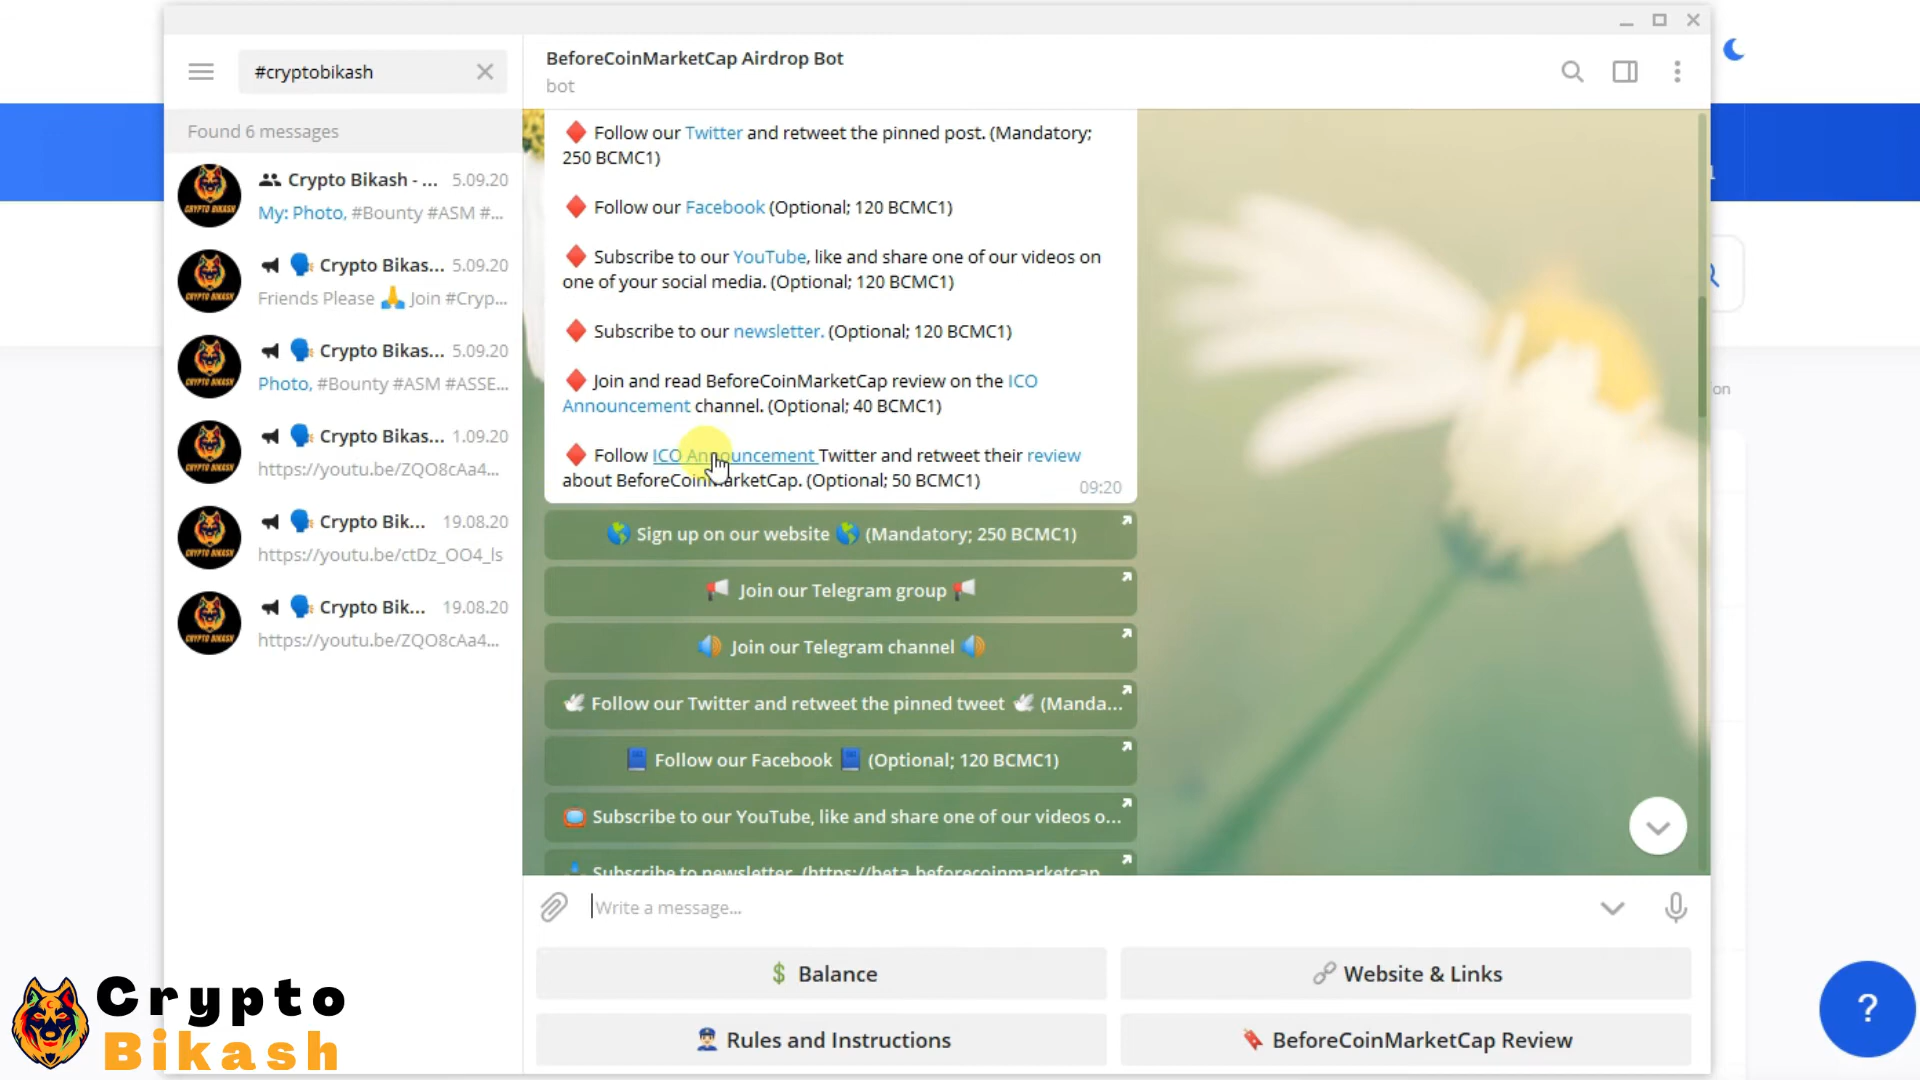 #cryptobikash
Found 6 messages
Crypto Bikash - ... 5.09.20
My: Photo, #Bounty #ASM #...
Crypto Bikas... 5.09.20
Friends Please 🙏 Join #Cryp...
Crypto Bikas... 5.09.20
Photo, #Bounty #ASM #ASSE...
Crypto Bikas... 1.09.20
https://youtu.be/ZQO8cAa4...
Crypto Bik... 19.08.20
https://youtu.be/ctDz_OO4_ls
Crypto Bik... 19.08.20
https://youtu.be/ZQO8cAa4...
BeforeCoinMarketCap Airdrop Bot
bot
Follow our Twitter and retweet the pinned post. (Mandatory;
250 BCMC1)
Follow our Facebook (Optional; 120 BCMC1)
Subscribe to our YouTube, like and share one of our videos on
one of your social media. (Optional; 120 BCMC1)
Subscribe to our newsletter. (Optional; 120 BCMC1)
Join and read BeforeCoinMarketCap review on the ICO
Announcement channel. (Optional; 40 BCMC1)
Follow ICO Announcement Twitter and retweet their review
about BeforeCoinMarketCap. (Optional; 50 BCMC1)
09:20
Sign up on our website (Mandatory; 250 BCMC1)
Join our Telegram group
Join our Telegram channel
Follow our Twitter and retweet the pinned tweet (Manda...
Follow our Facebook (Optional; 120 BCMC1)
Subscribe to our YouTube, like and share one of our videos o...
Subscribe to newsletter. (https://beta.beforecoinmarketcap
Write a message...
Balance
Website & Links
Rules and Instructions
BeforeCoinMarketCap Review
on
?
Crypto
Bikash